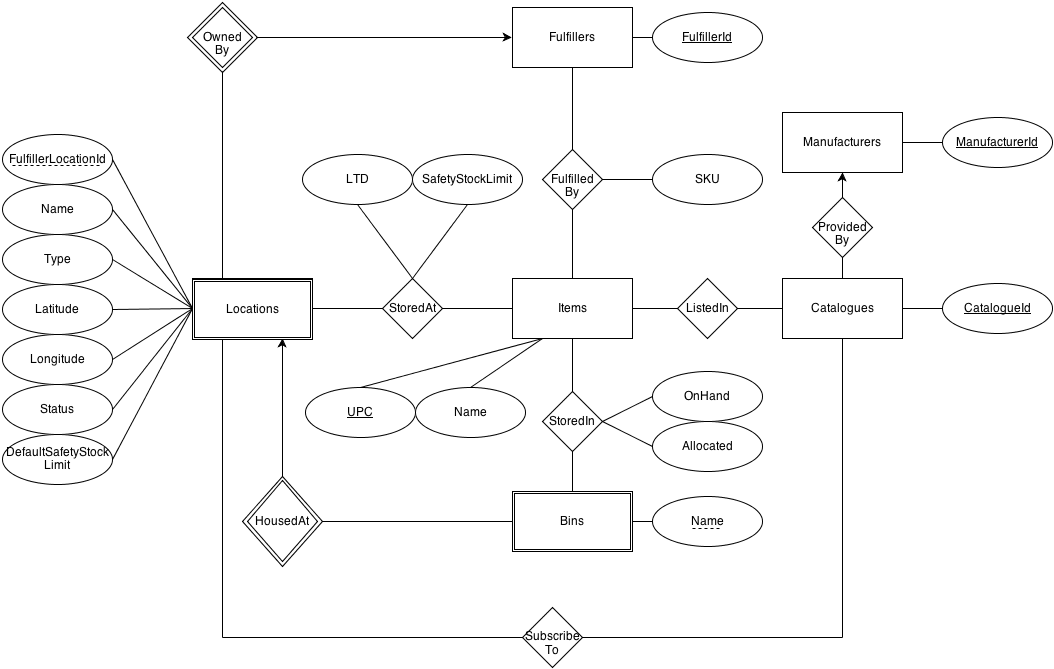 Owned
By
Fulfillers
FulfillerId
Manufacturers
ManufacturerId
FulfillerLocationId
Name
Type
Latitude
Longitude
Status
DefaultSafetyStock
Limit
LTD
SafetyStockLimit
Fulfilled
By
SKU
Provided
By
Locations
StoredAt
Items
ListedIn
Catalogues
CatalogueId
UPC
Name
StoredIn
OnHand
Allocated
HousedAt
Bins
Name
Subscribe
To